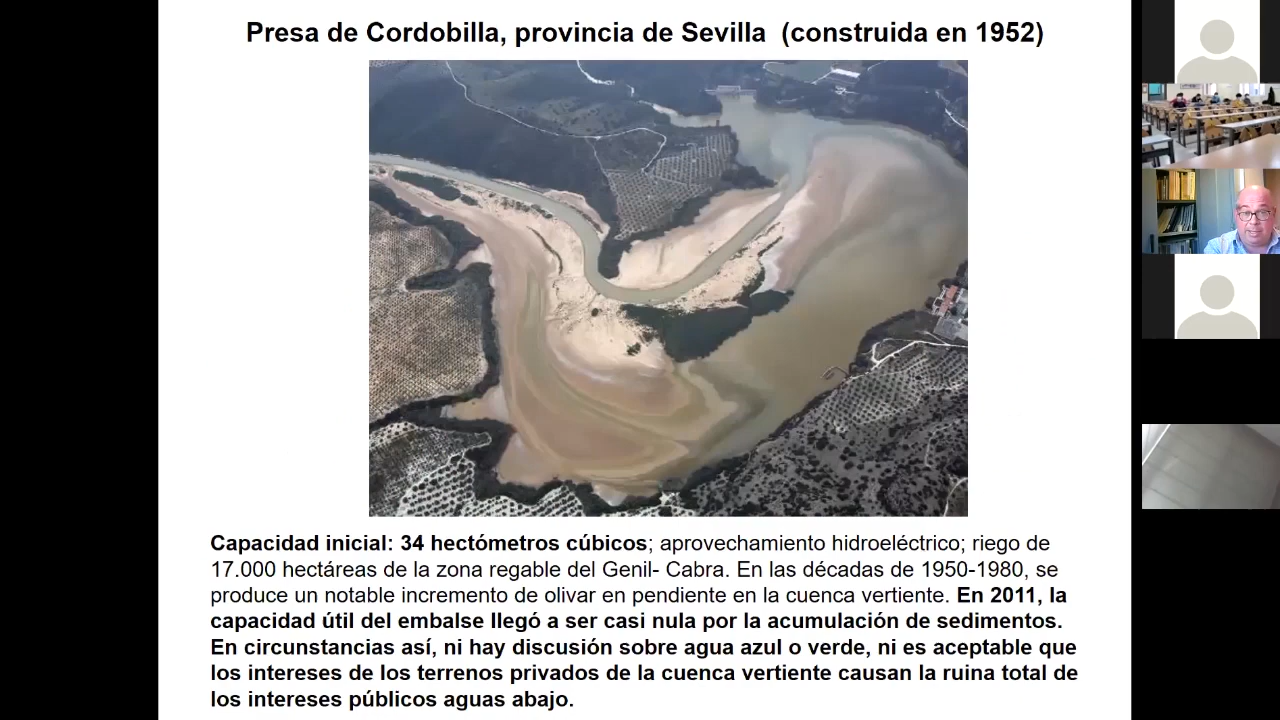 Presa de Cordobilla, provincia de Sevilla (construida en 1952)
Capacidad inicial: 34 hectómetros cúbicos; aprovechamiento hidroeléctrico; riego de
17.000 hectáreas de la zona regable del Genil- Cabra. En las décadas de 1950-1980, se
produce un notable incremento de olivar en pendiente en la cuenca vertiente. En 2011, la
capacidad útil del embalse llegó a ser casi nula por la acumulación de sedimentos.
En circunstancias así, ni hay discusión sobre agua azul o verde, ni es aceptable que
los intereses de los terrenos privados de la cuenca vertiente causan la ruina total de
los intereses públicos aguas abajo.